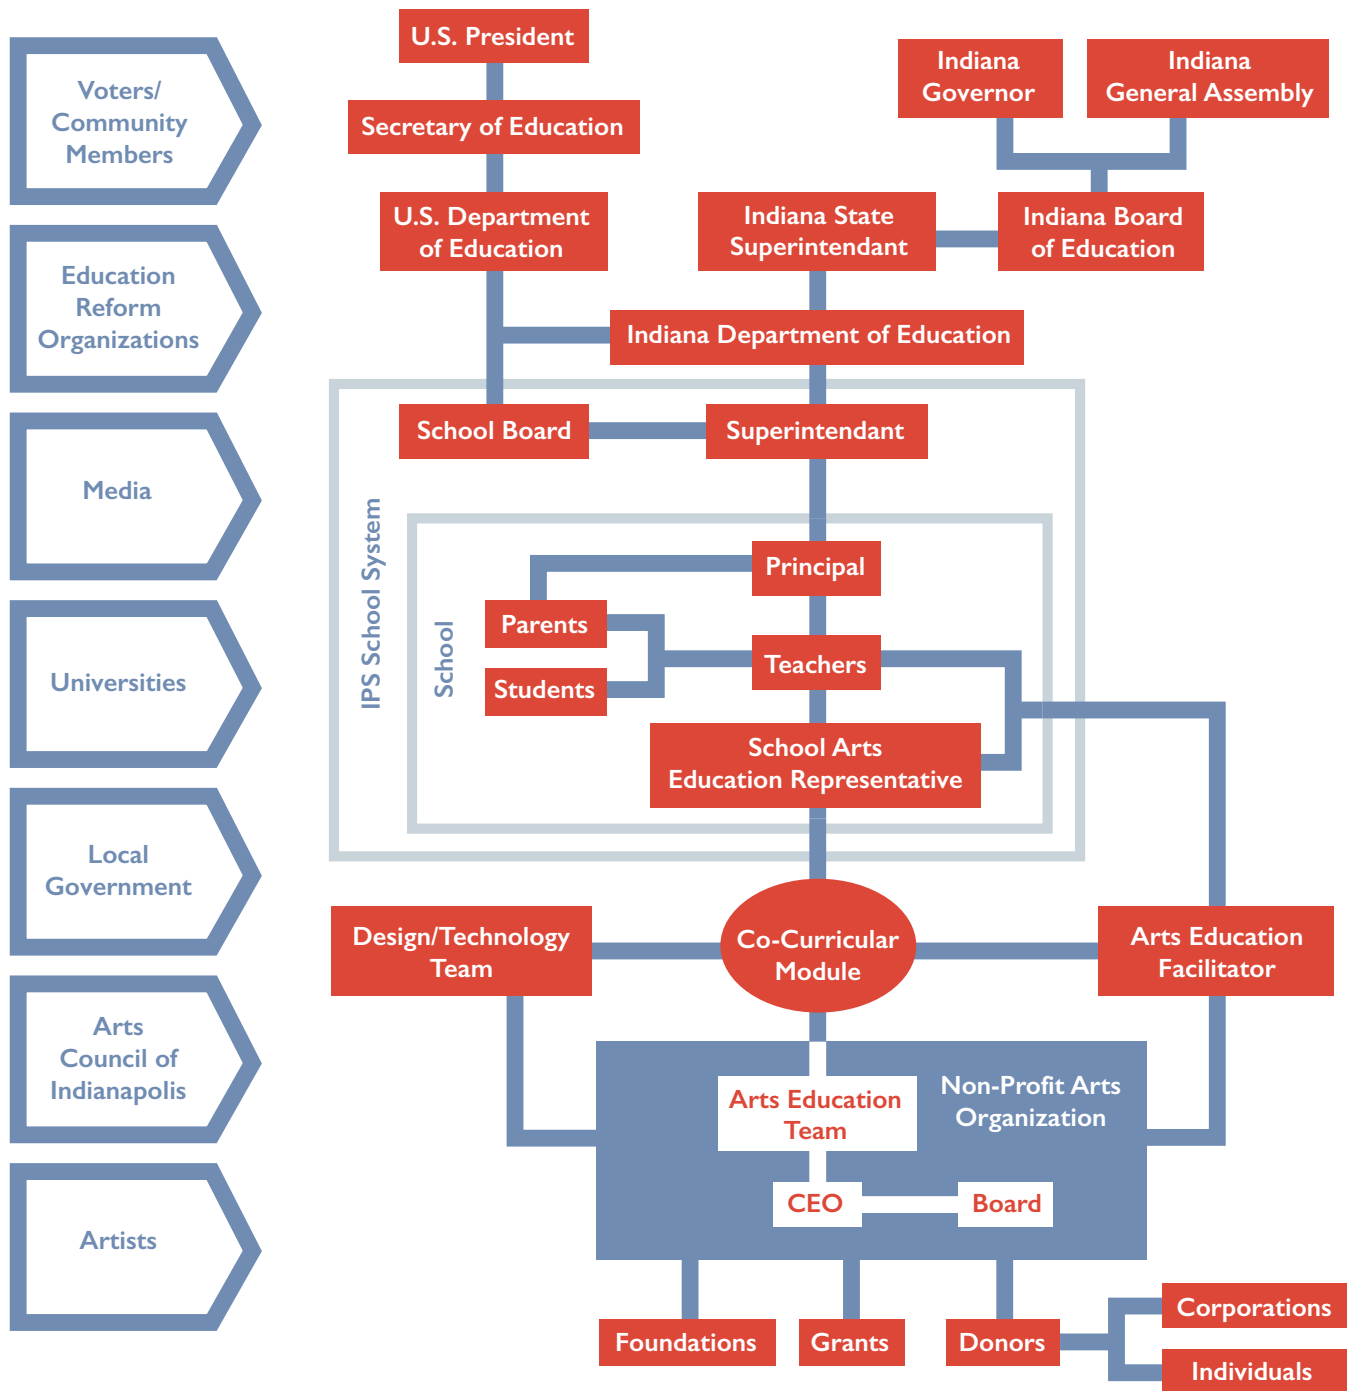 Voters/
Community
Members
Education
Reform
Organizations
Media
Universities
Local
Government
Arts
Council of
Indianapolis
Artists
U.S. President
Secretary of Education
U.S. Department
of Education
Indiana
Governor
Indiana
General Assembly
Indiana State
Superintendant
Indiana Board
of Education
Indiana Department of Education
IPS School System
School Board
Superintendant
School
Principal
Parents
Students
Teachers
School Arts
Education Representative
Design/Technology
Team
Co-Curricular
Module
Arts Education
Facilitator
Non-Profit Arts
Organization
Arts Education
Team
CEO
Board
Foundations
Grants
Donors
Corporations
Individuals